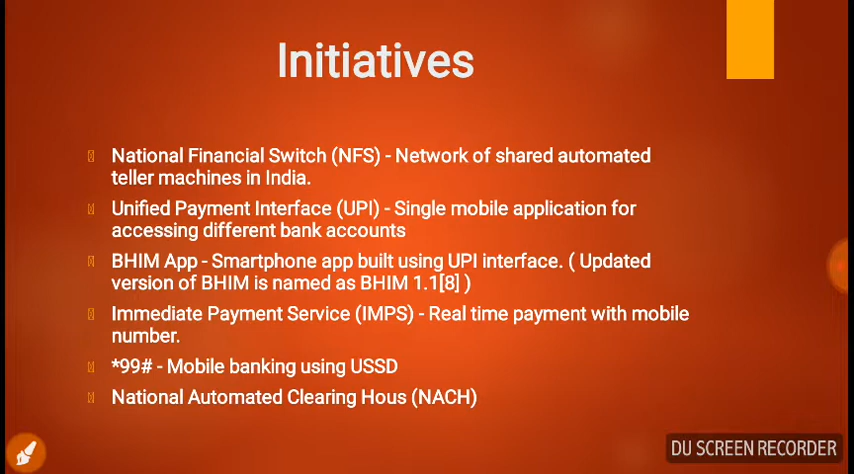 Initiatives
National Financial Switch (NFS) - Network of shared automated
teller machines in India.
Unified Payment Interface (UPI) - Single mobile application for
accessing different bank accounts
BHIM App - Smartphone app built using UPI interface. ( Updated
version of BHIM is named as BHIM 1.1[8] )
Immediate Payment Service (IMPS) - Real time payment with mobile
number.
*99# - Mobile banking using USSD
National Automated Clearing Hous (NACH)
DU SCREEN RECORDER